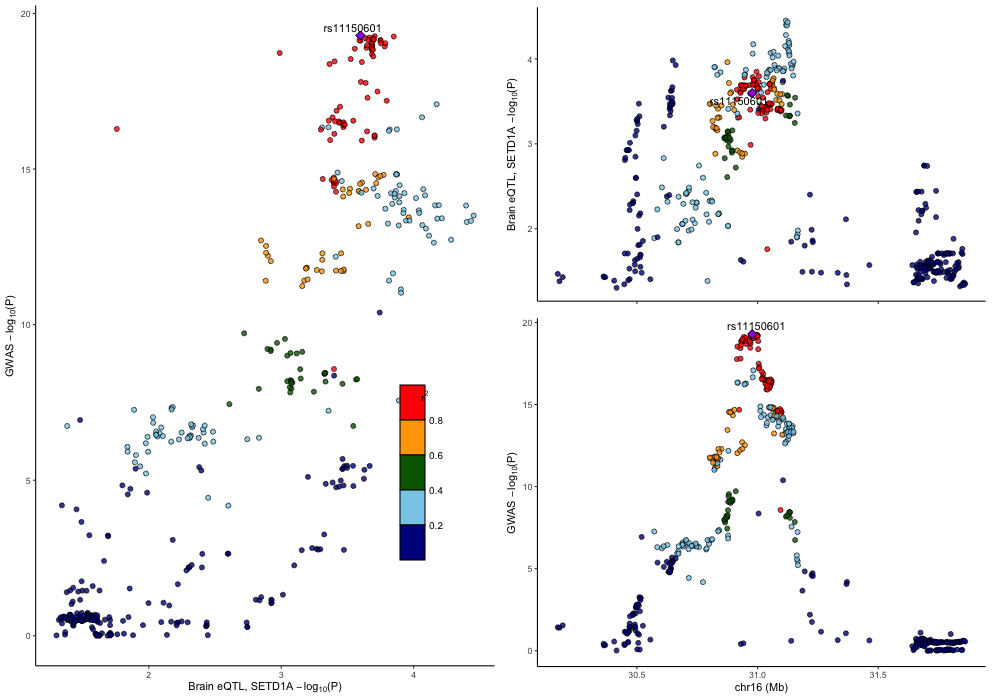 20
15
10
5
0
GWAS −log10(P)
rs11150601
r²
0.8
0.6
0.4
0.2
2
3
4
Brain eQTL, SETD1A −log10(P)
4
3
2
Brain eQTL, SETD1A −log10(P)
rs11150601
20
15
10
5
0
GWAS −log10(P)
rs11150601
30.5
31.0
31.5
chr16 (Mb)